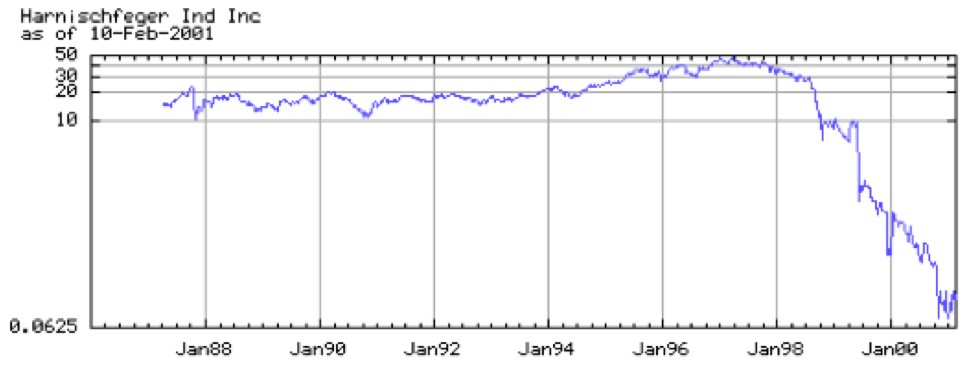 Harnischfeger Ind Inc
as of 10-Feb-2001
50
30
20
10
0.0625
Jan88 Jan90 Jan92 Jan94 Jan96 Jan98 Jan00